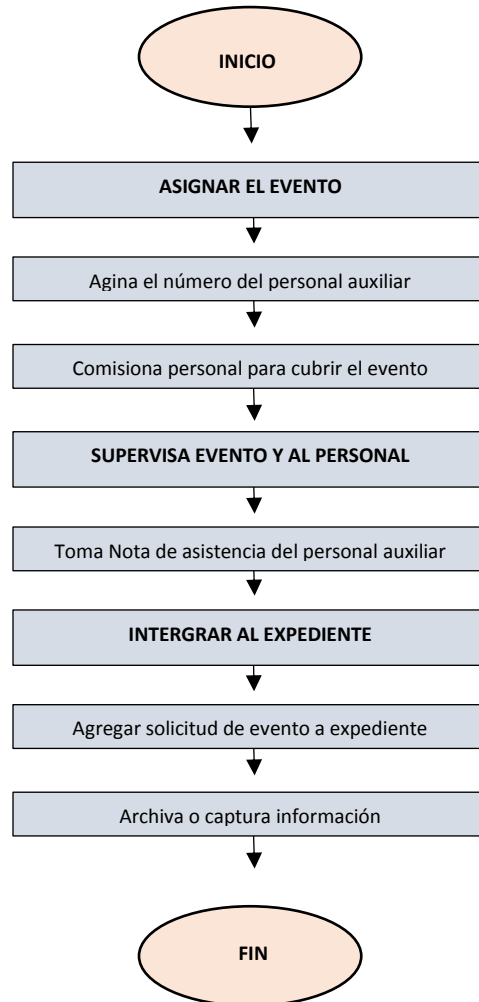 INICIO
ASIGNAR EL EVENTO
Agina el número del personal auxiliar
Comisiona personal para cubrir el evento
SUPERVISA EVENTO Y AL PERSONAL
Toma Nota de asistencia del personal auxiliar
INTERGRAR AL EXPEDIENTE
Agregar solicitud de evento a expediente
Archiva o captura información
FIN